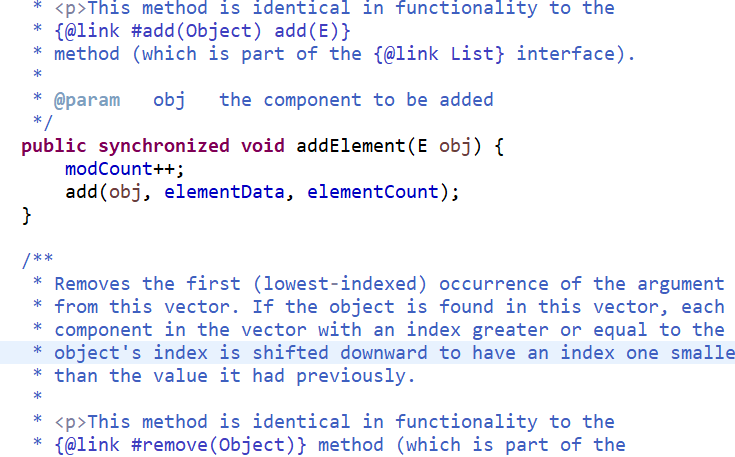 * <p>This method is identical in functionality to the
* {@link #add(Object) add(E)}
* method (which is part of the {@link List} interface).
*
* @param   obj   the component to be added
*/
public synchronized void addElement(E obj) {
modCount++;
add(obj, elementData, elementCount);
}
/**
* Removes the first (lowest-indexed) occurrence of the argument
* from this vector. If the object is found in this vector, each
* component in the vector with an index greater or equal to the
* object's index is shifted downward to have an index one smalle
* than the value it had previously.
*
* <p>This method is identical in functionality to the
* {@link #remove(Object)} method (which is part of the